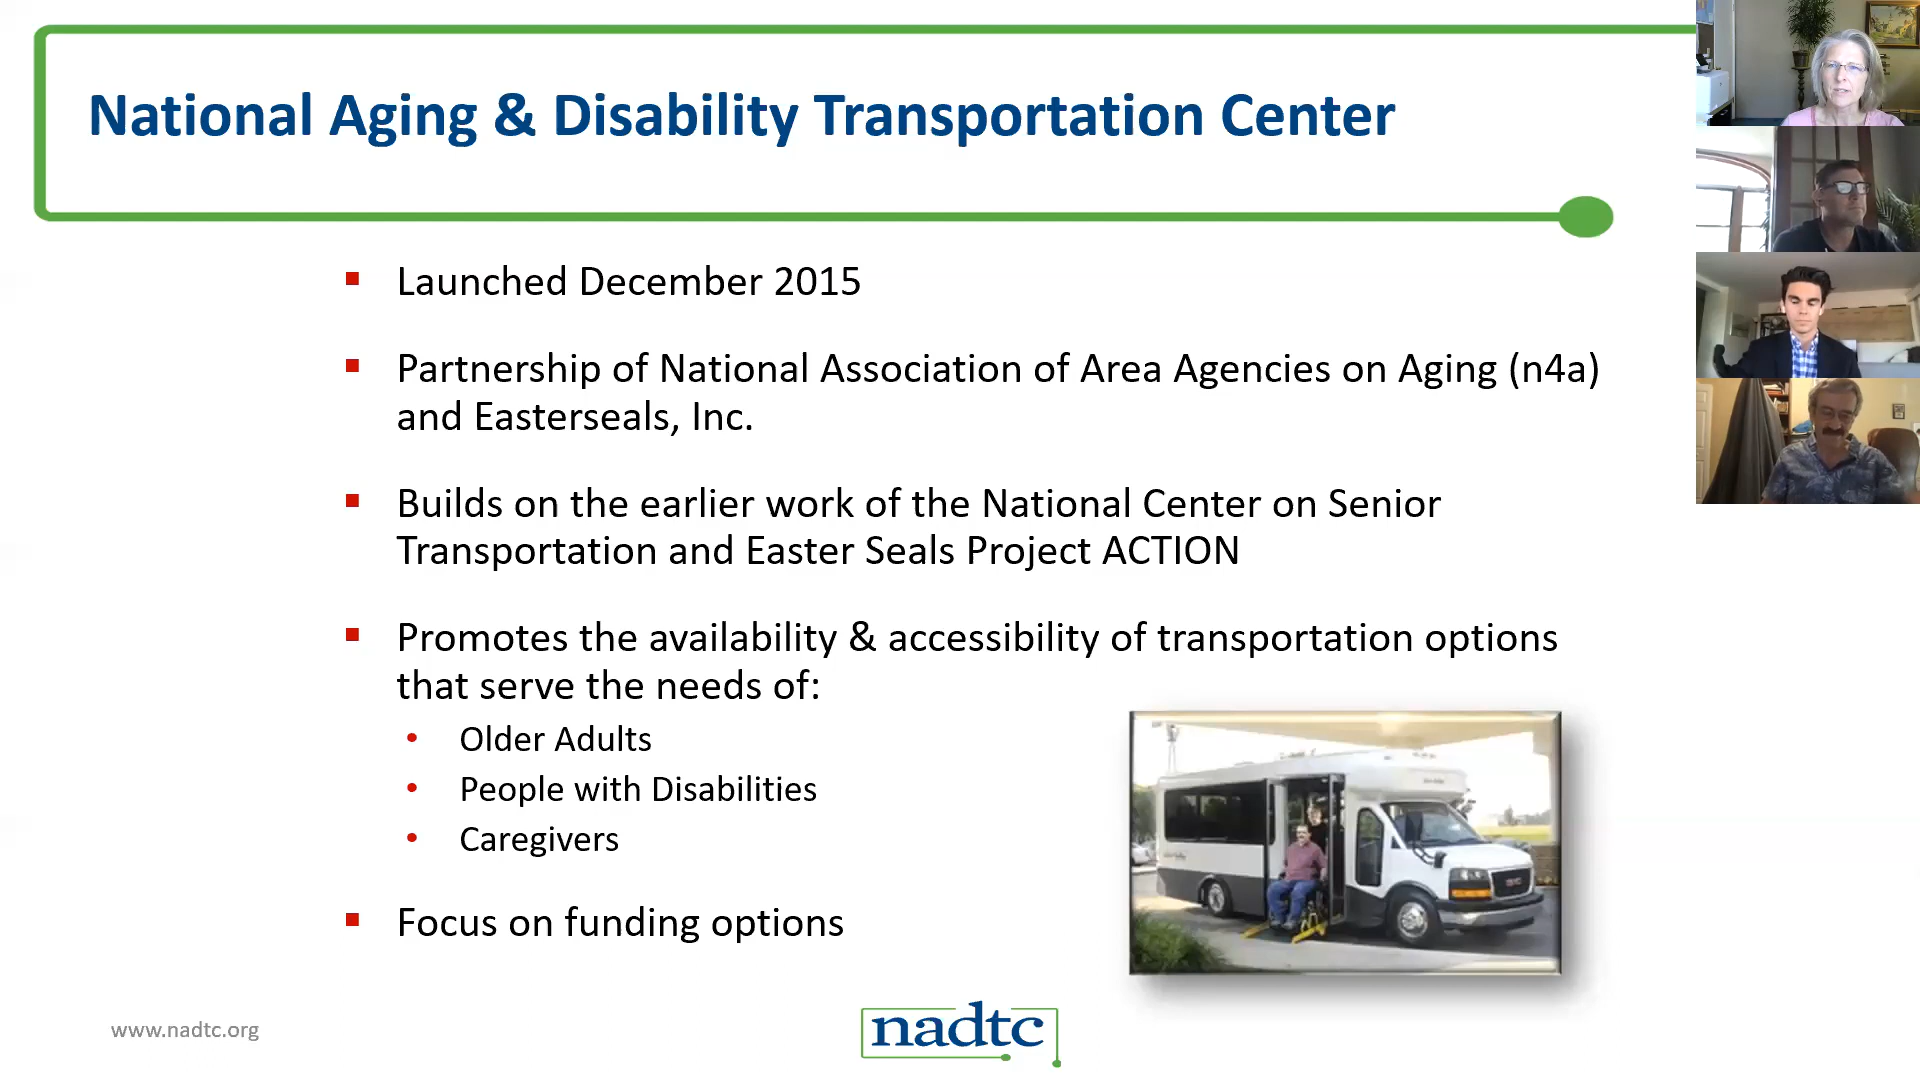 National Aging & Disability Transportation Center
Launched December 2015
Partnership of National Association of Area Agencies on Aging (n4a)
and Easterseals, Inc.
Builds on the earlier work of the National Center on Senior
Transportation and Easter Seals Project ACTION
Promotes the availability & accessibility of transportation options
that serve the needs of:
Older Adults
People with Disabilities
Caregivers
Focus on funding options
GMC
www.nadtc.org
nadtc